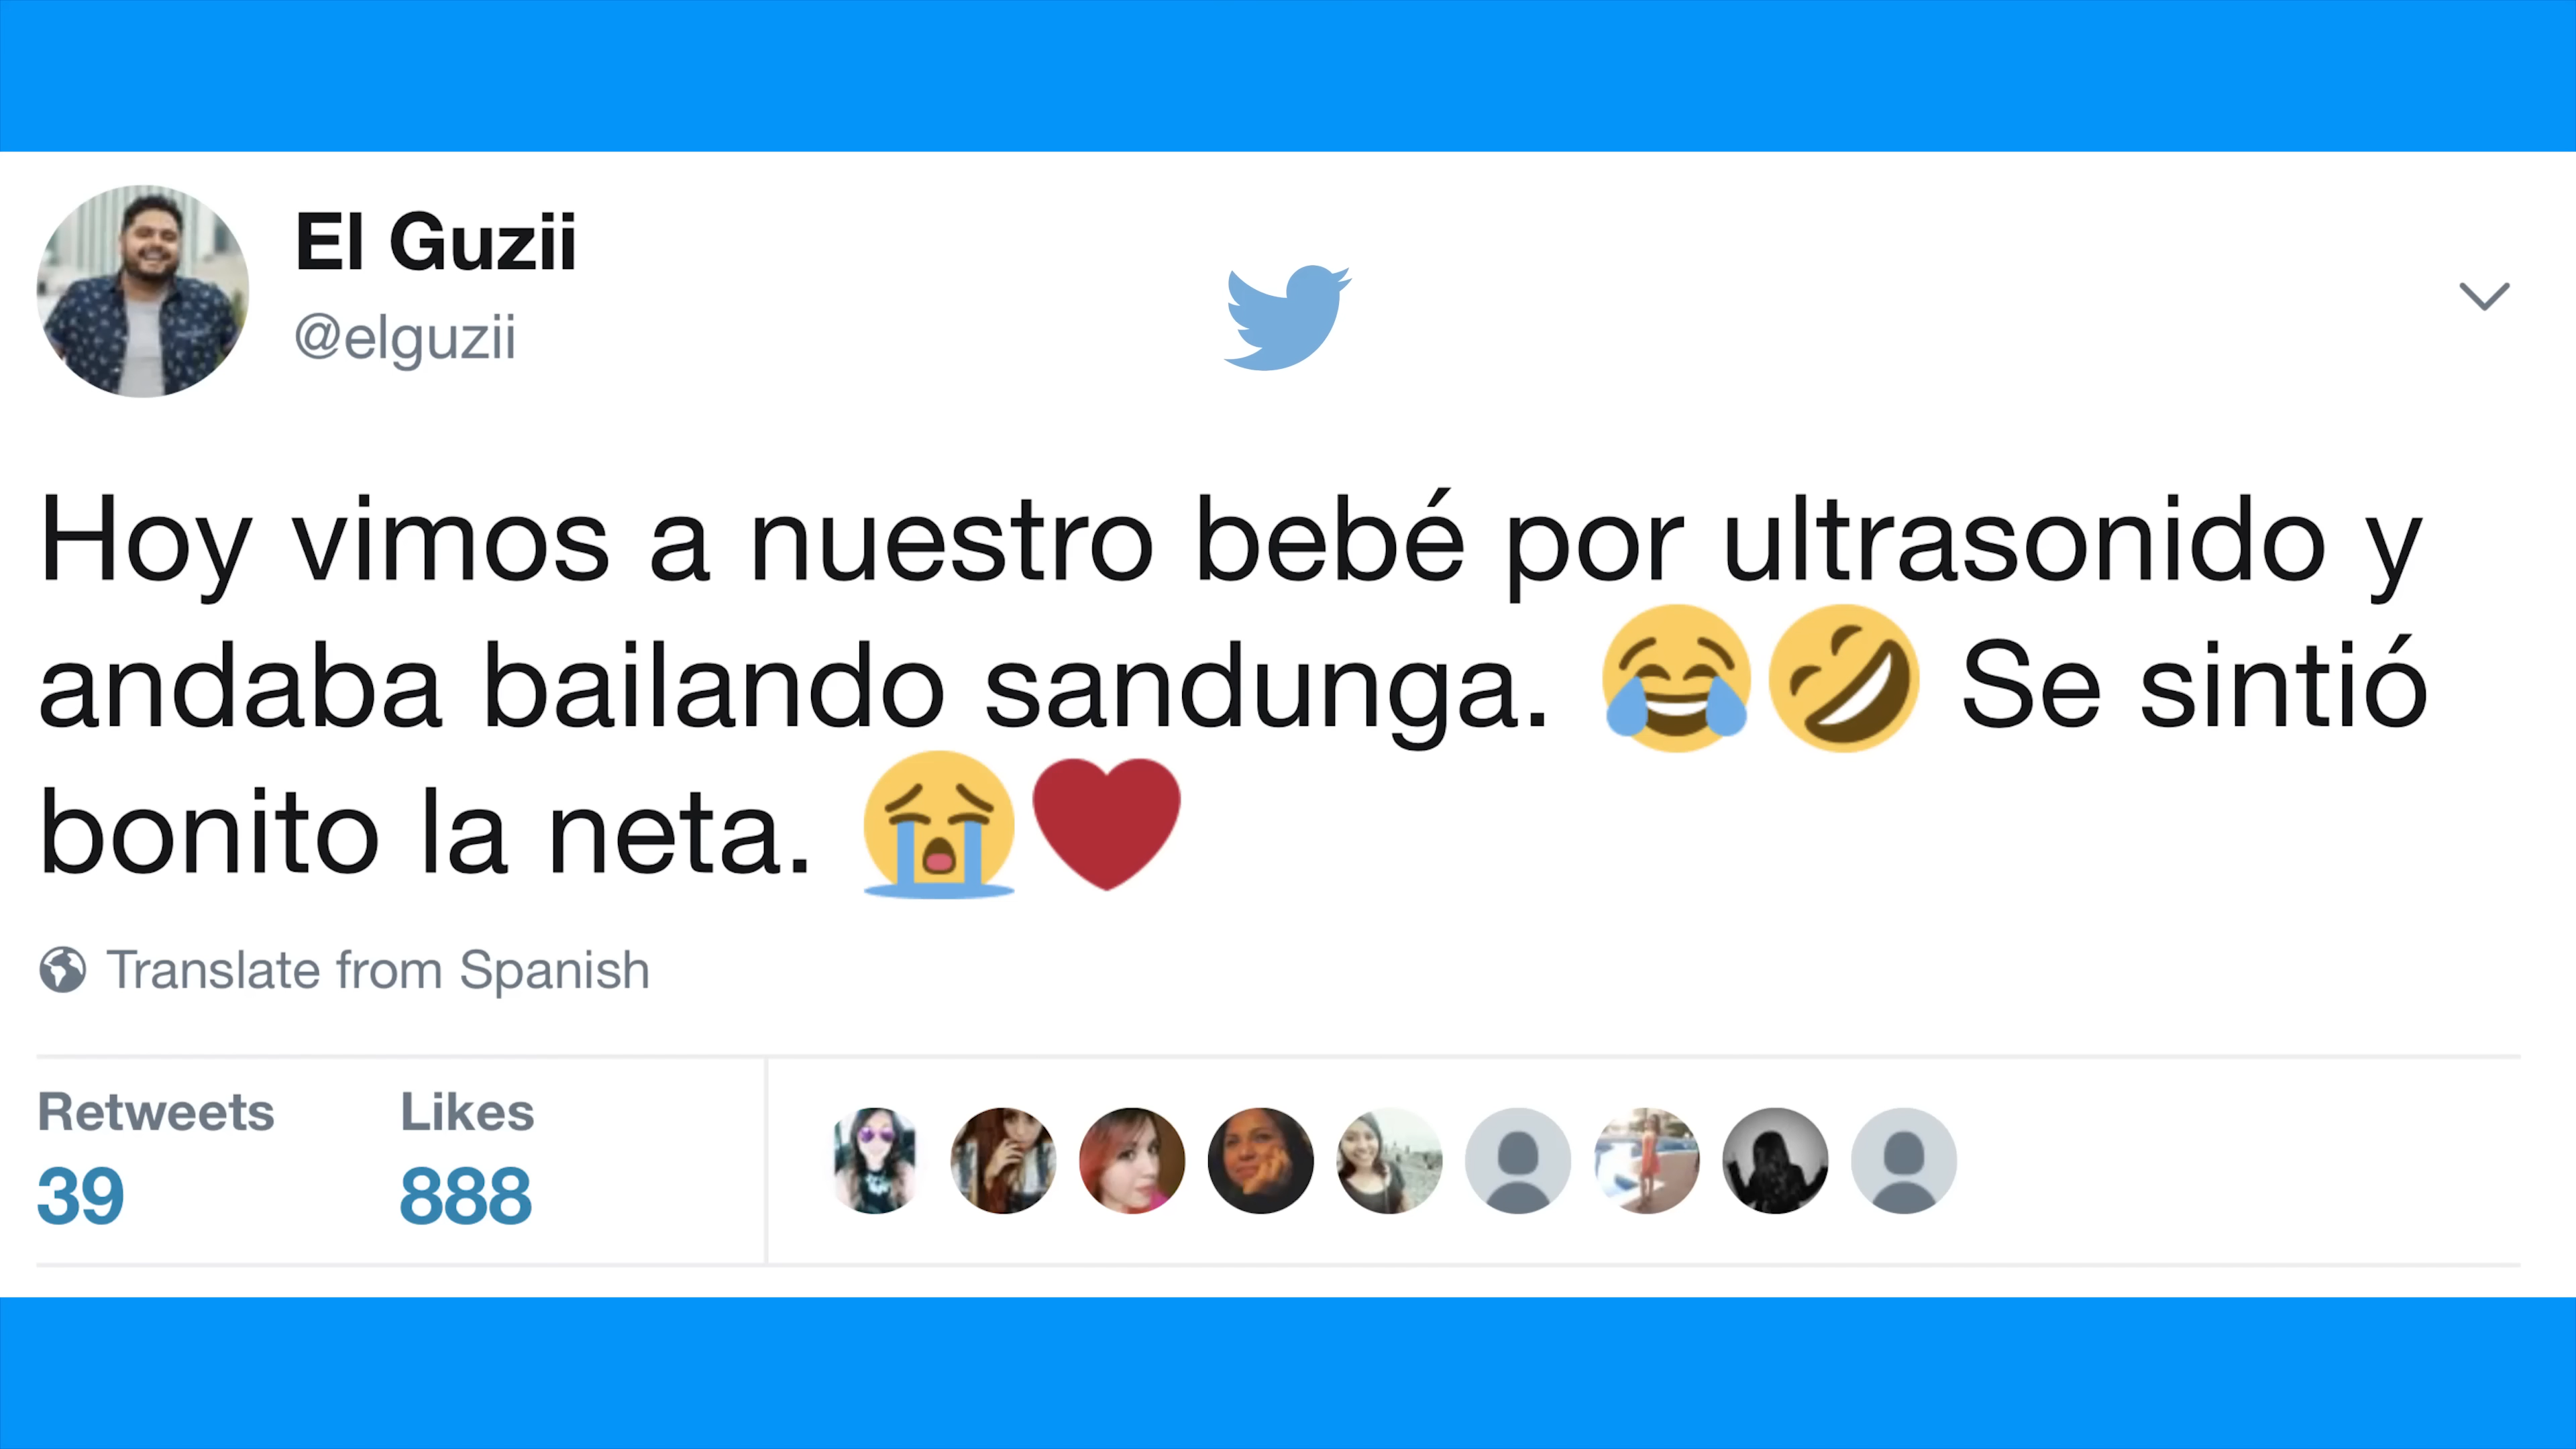 El Guzii
@elguzii
Hoy vimos a nuestro bebé por ultrasonido y
andaba bailando sandunga. 😂🤣 Se sintió
bonito la neta. 😭❤️
Translate from Spanish
Retweets Likes
39 888